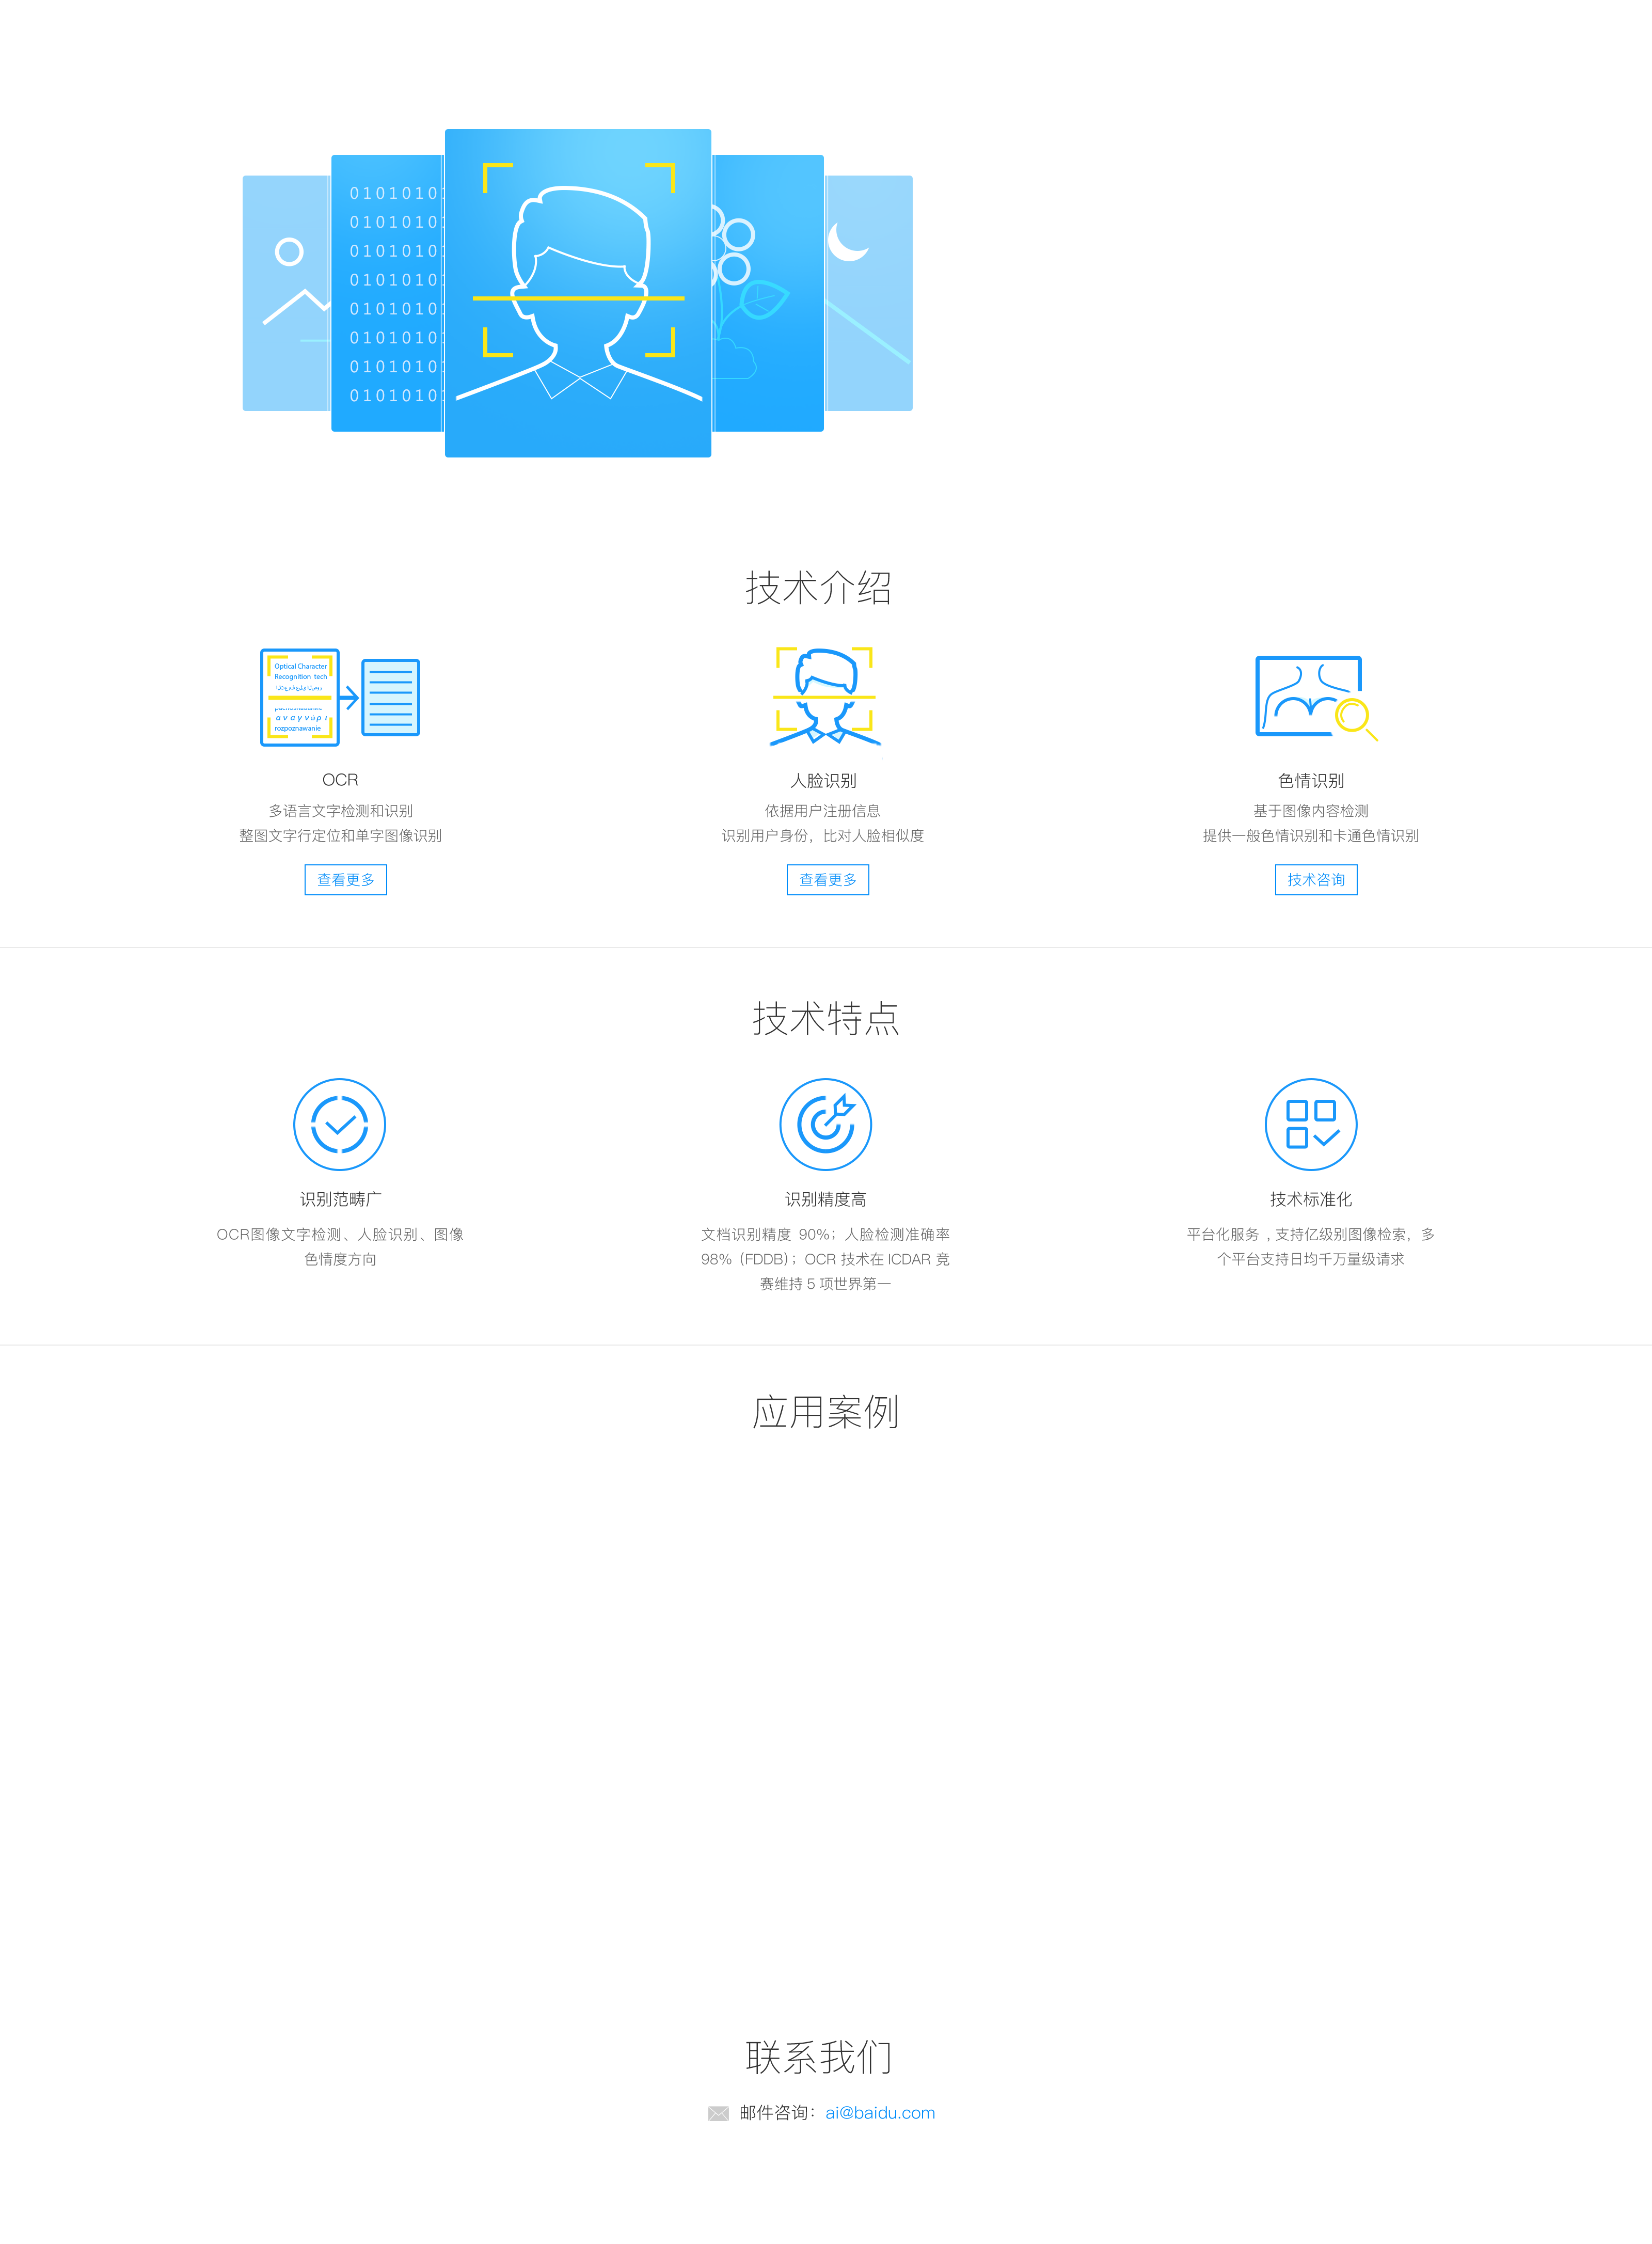 0101010
0101010
0101010
0101010
0101010
0101010
0101010
0101010
技术介绍
Optical Character
Recognition tech
rozpoznawanie
OCR
多语言文字检测和识别
整图文字行定位和单字图像识别
查看更多
人脸识别
依据用户注册信息
识别用户身份，比对人脸相似度
查看更多
色情识别
基于图像内容检测
提供一般色情识别和卡通色情识别
技术咨询
技术特点
识别范畴广
OCR图像文字检测、人脸识别、图像
色情度方向
识别精度高
文档识别精度 90%；人脸检测准确率
98%（FDDB）；OCR 技术在 ICDAR 竞
赛维持 5 项世界第一
技术标准化
平台化服务 , 支持亿级别图像检索，多
个平台支持日均千万量级请求
应用案例
联系我们
邮件咨询：ai@baidu.com